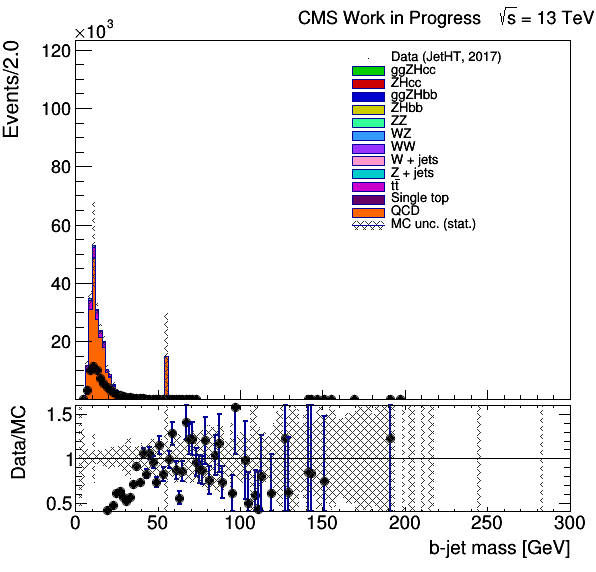 CMS Work in Progress √s = 13 TeV
×10³
Events/2.0
120
100
80
60
40
20
Data (JetHT, 2017)
ggZHcc
ZHcc
ggZHbb
ZHbb
ZZ
WZ
WW
W + jets
Z + jets
tt̄
Single top
QCD
MC unc. (stat.)
Data/MC
1.5
1
0.5
0 50 100 150 200 250 300
b-jet mass [GeV]